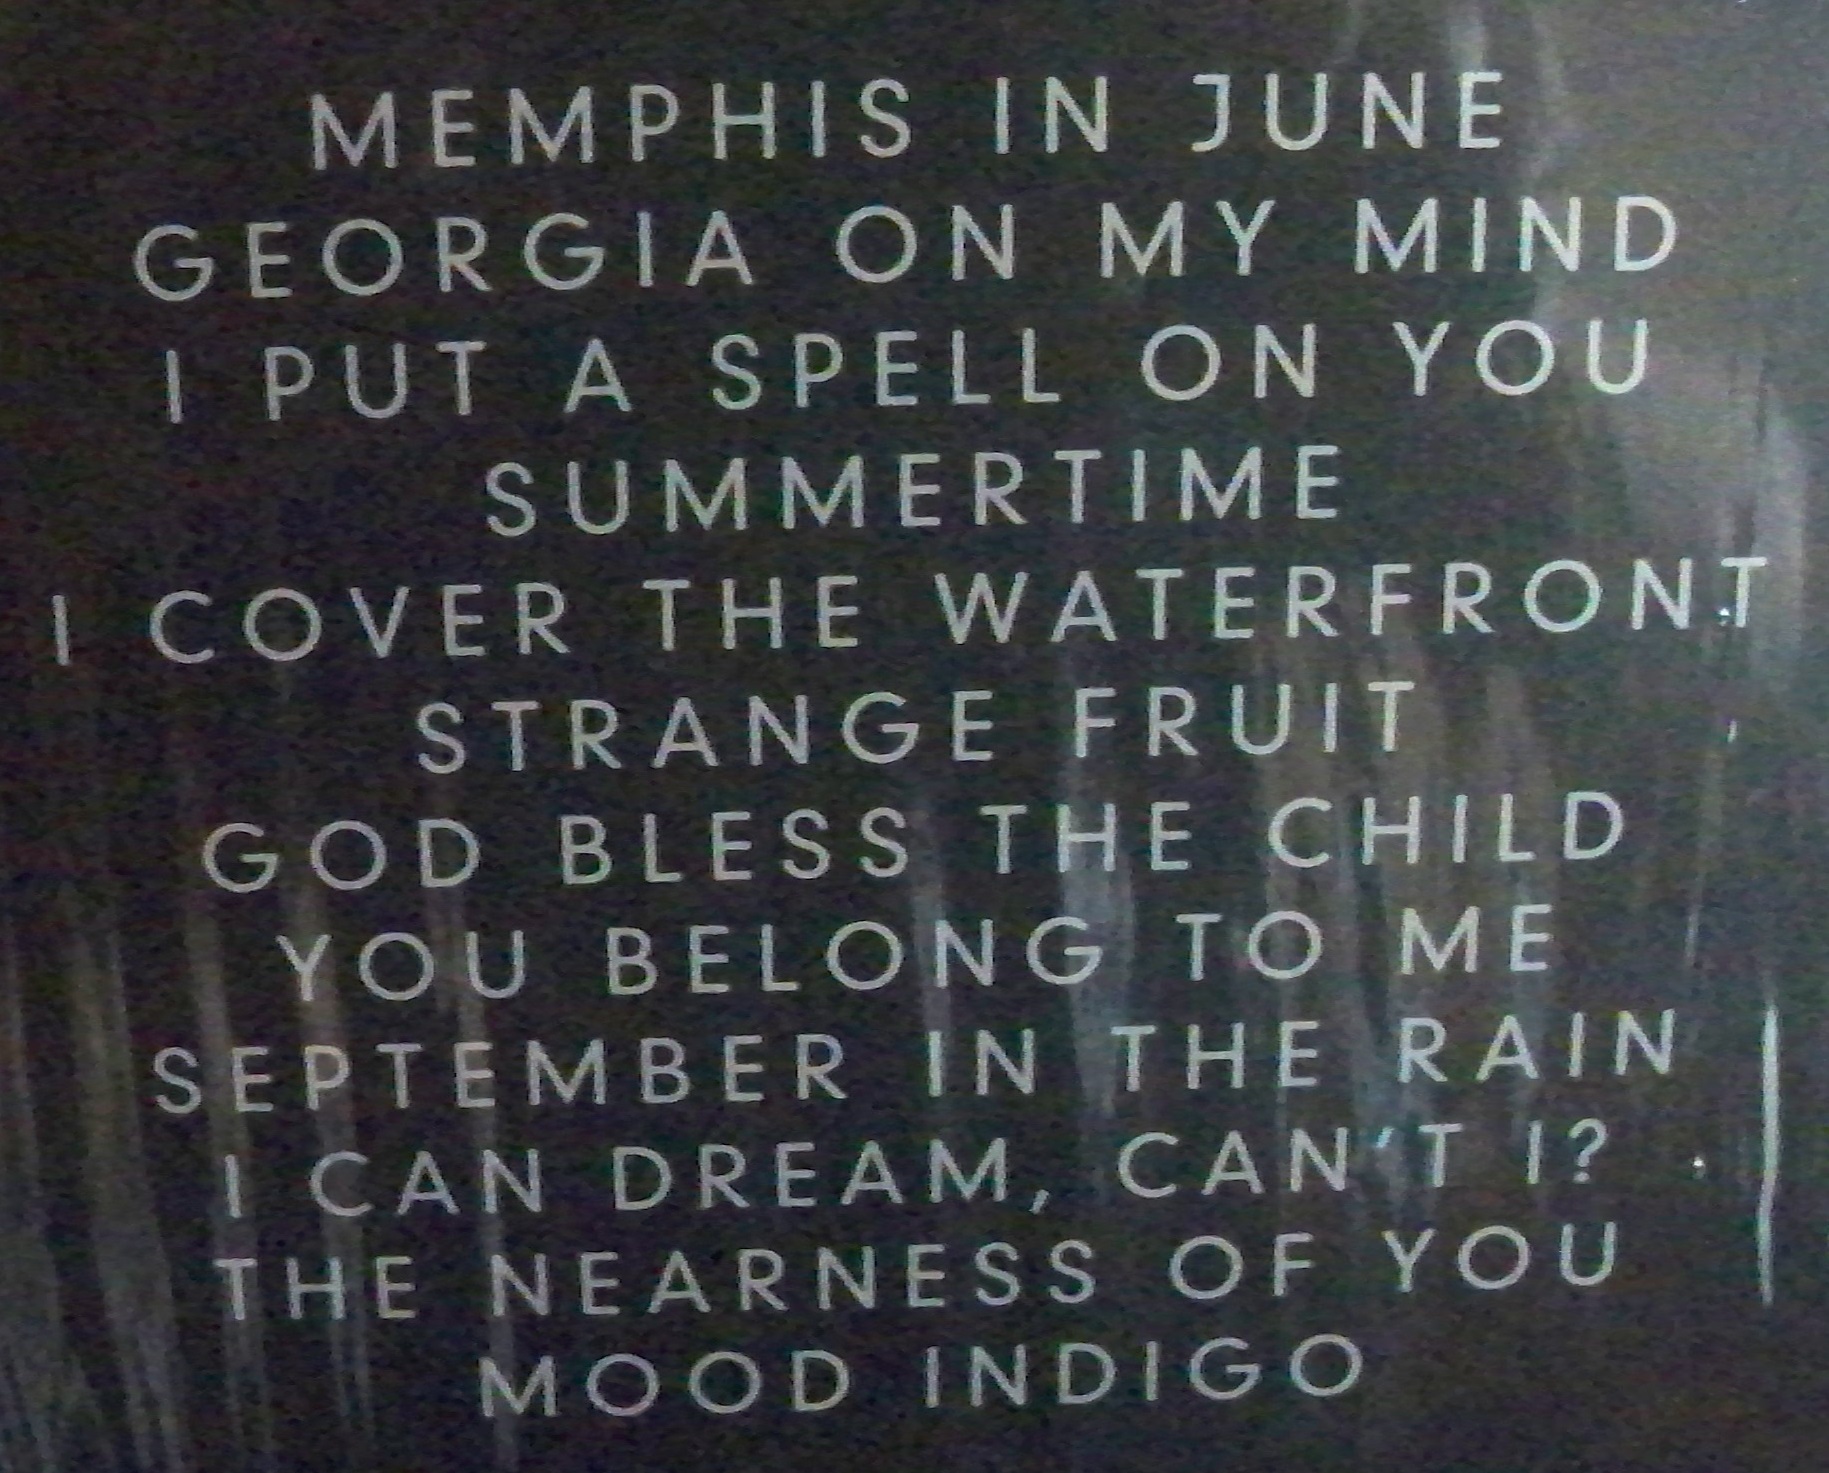 MEMPHIS IN JUNE
GEORGIA ON MY MIND
I PUT A SPELL ON YOU
SUMMERTIME
I COVER THE WATERFRONT
STRANGE FRUIT
GOD BLESS THE CHILD
YOU BELONG TO ME
SEPTEMBER IN THE RAIN
I CAN DREAM, CAN'T I?
THE NEARNESS OF YOU
MOOD INDIGO